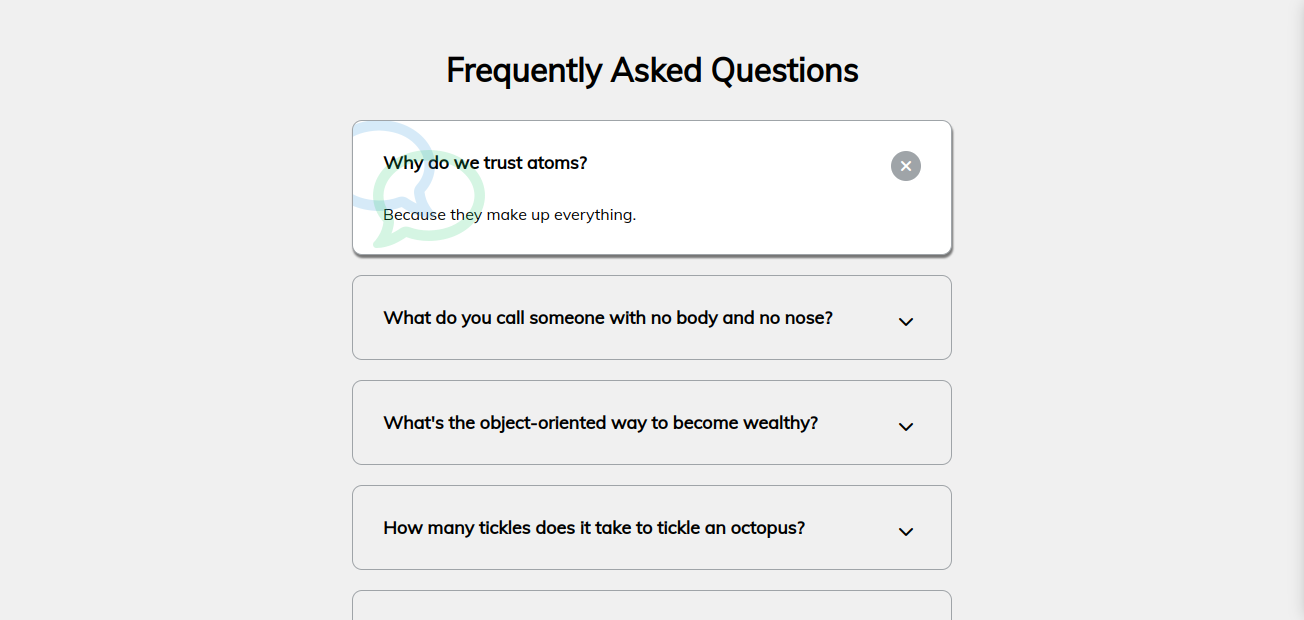 Frequently Asked Questions
Why do we trust atoms?
Because they make up everything.
What do you call someone with no body and no nose?
What's the object-oriented way to become wealthy?
How many tickles does it take to tickle an octopus?